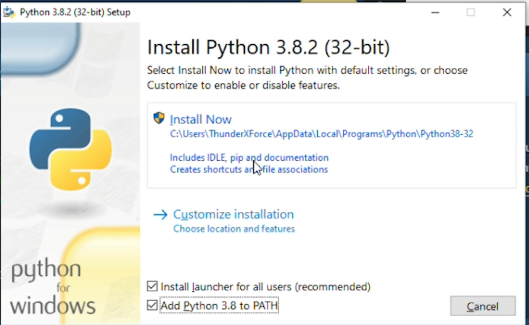 Python 3.8.2 (32-bit) Setup
Install Python 3.8.2 (32-bit)
Select Install Now to install Python with default settings, or choose
Customize to enable or disable features.
Install Now
C:\Users\ThunderXForce\AppData\Local\Programs\Python\Python38-32
Includes IDLE, pip and documentation
Creates shortcuts and file associations
Customize installation
Choose location and features
python
for
windows
Install launcher for all users (recommended)
Add Python 3.8 to PATH
Cancel